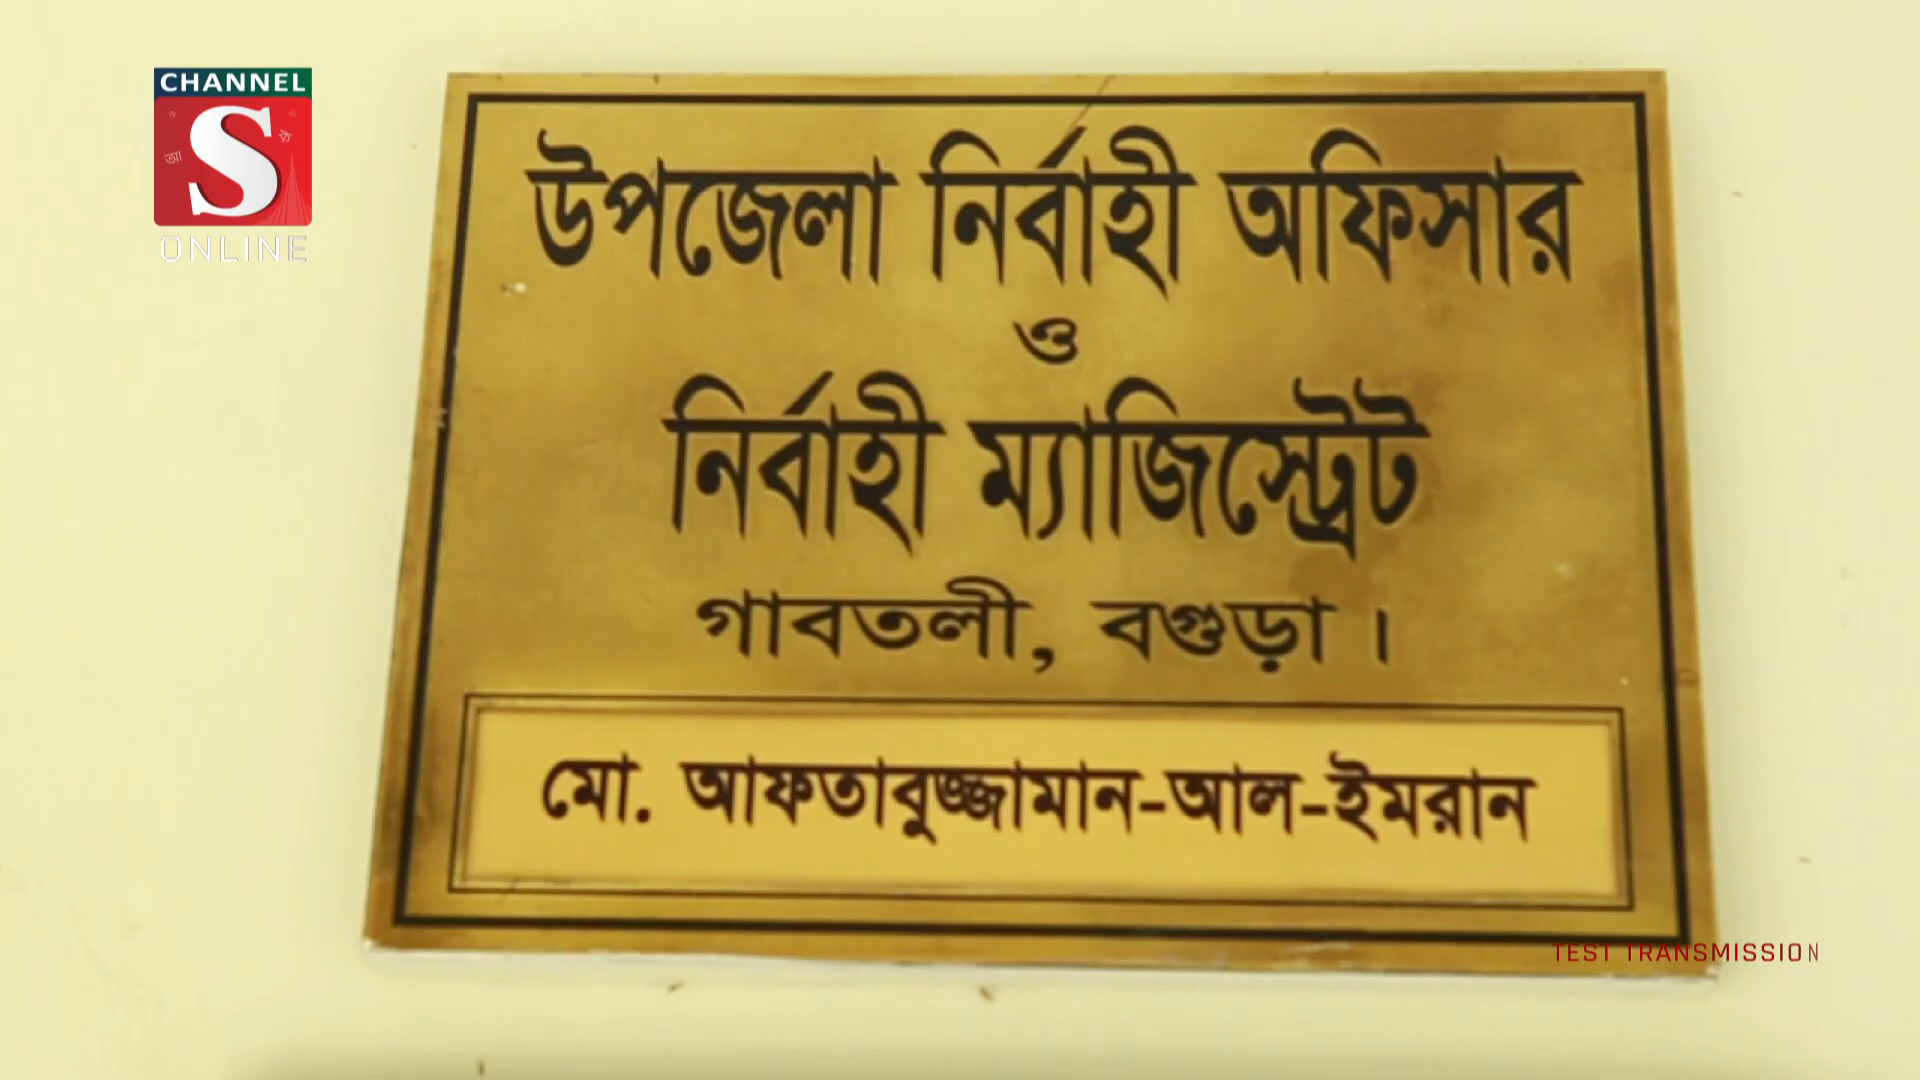 CHANNEL
S
ONLINE
উপজেলা নির্বাহী অফিসার
ও
নির্বাহী ম্যাজিস্ট্রেট
গাবতলী, বগুড়া।
মো. আফতাবুজ্জামান-আল-ইমরান
TEST TRANSMISSION